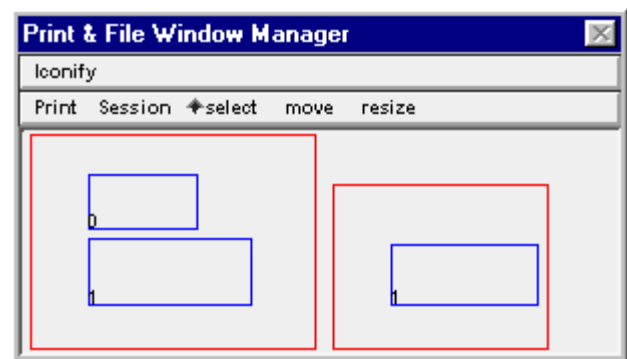 Print & File Window Manager
Iconify
Print Session select move resize
0
1
1